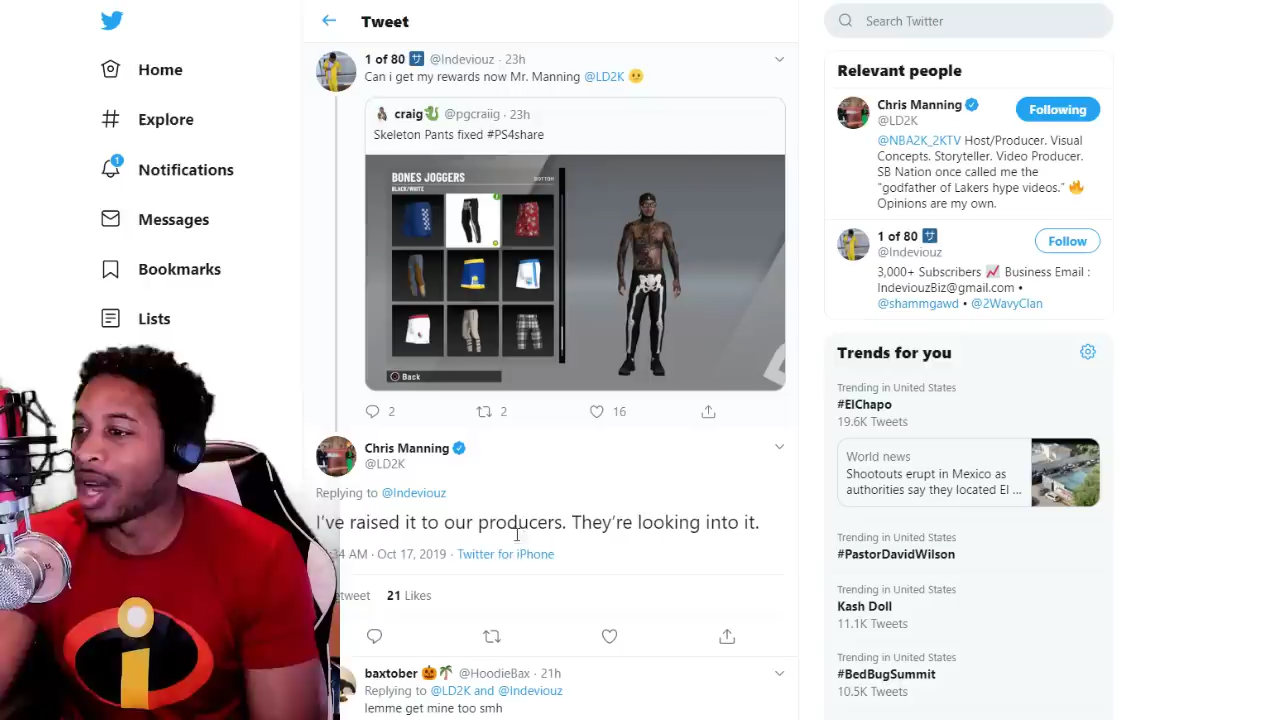 Home
Explore
1
Notifications
Messages
Bookmarks
Lists
Tweet
1 of 80 サ @Indeviouz · 23h
Can i get my rewards now Mr. Manning @LD2K
craig @pgcraiig · 23h
Skeleton Pants fixed #PS4share
BONES JOGGERS
BOTTOM
BLACK/WHITE
Back
2
2
16
Chris Manning
@LD2K
Replying to @Indeviouz
I've raised it to our producers. They're looking into it.
34 AM · Oct 17, 2019 · Twitter for iPhone
etweet 21 Likes
baxtober @HoodieBax · 21h
Replying to @LD2K and @Indeviouz
lemme get mine too smh
Search Twitter
Relevant people
Chris Manning
@LD2K
Following
@NBA2K_2KTV Host/Producer. Visual
Concepts. Storyteller. Video Producer.
SB Nation once called me the
"godfather of Lakers hype videos."
Opinions are my own.
1 of 80 サ
@Indeviouz
Follow
3,000+ Subscribers Business Email :
IndeviouzBiz@gmail.com •
@shammgawd • @2WavyClan
Trends for you
Trending in United States
#ElChapo
19.6K Tweets
World news
Shootouts erupt in Mexico as
authorities say they located El ...
Trending in United States
#PastorDavidWilson
Trending in United States
Kash Doll
11.1K Tweets
Trending in United States
#BedBugSummit
10.5K Tweets